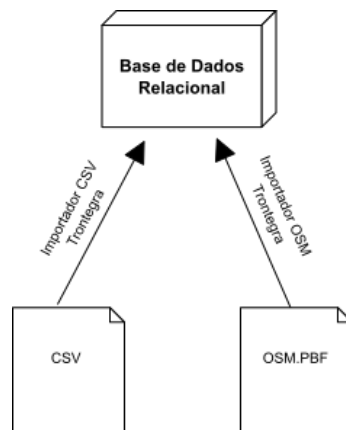 Base de Dados
Relacional
Importador CSV
Trontegra
Importador OSM
Trontegra
CSV
OSM.PBF